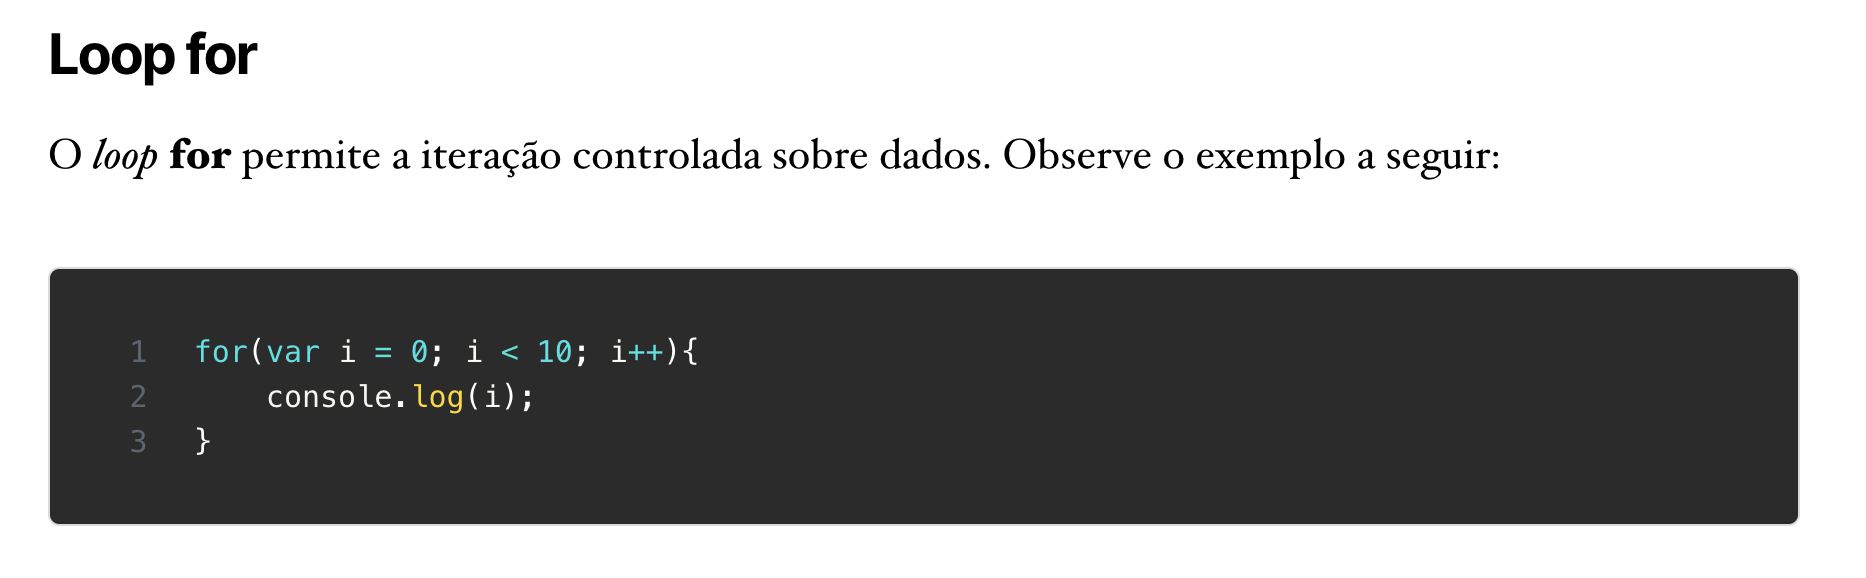 Loop for
O loop for permite a iteração controlada sobre dados. Observe o exemplo a seguir:
1 for(var i = 0; i < 10; i++){
2     console.log(i);
3 }